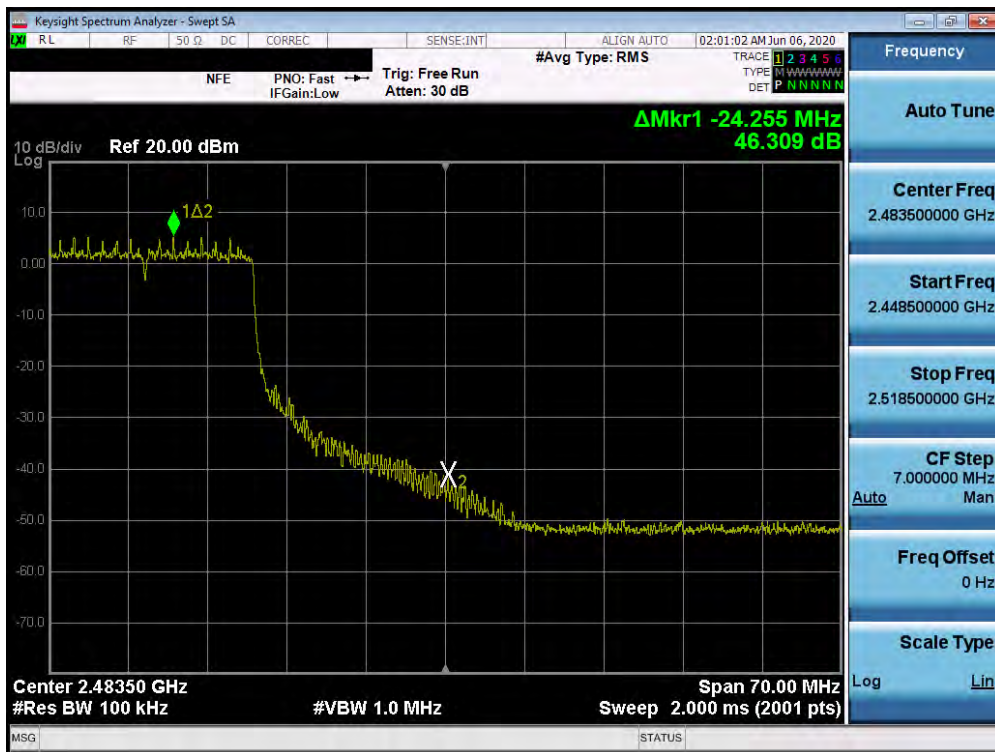 Keysight Spectrum Analyzer - Swept SA
LXI RL RF 50 Ω DC CORREC SENSE:INT ALIGN AUTO 02:01:02 AM Jun 06, 2020
#Avg Type: RMS TRACE 1 2 3 4 5 6
NFE PNO: Fast Trig: Free Run TYPE M W W W W W
IFGain:Low Atten: 30 dB DET P N N N N N
ΔMkr1 -24.255 MHz
46.309 dB
10 dB/div Ref 20.00 dBm
Log
1Δ2
10.0
0.00
-10.0
-20.0
-30.0
-40.0
2
-50.0
-60.0
-70.0
Center 2.48350 GHz Span 70.00 MHz
#Res BW 100 kHz #VBW 1.0 MHz Sweep 2.000 ms (2001 pts)
MSG STATUS
Frequency
Auto Tune
Center Freq
2.483500000 GHz
Start Freq
2.448500000 GHz
Stop Freq
2.518500000 GHz
CF Step
7.000000 MHz
Auto Man
Freq Offset
0 Hz
Scale Type
Log Lin